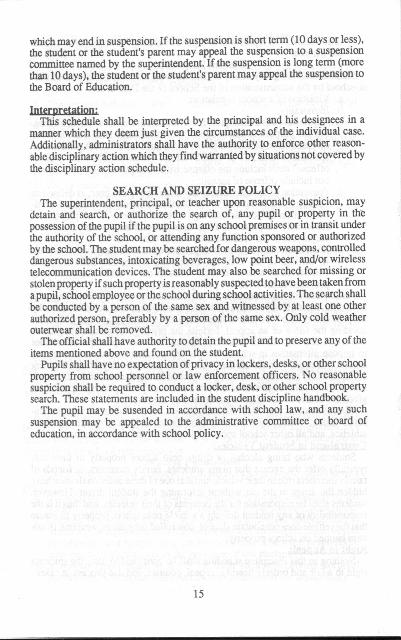 which may end in suspension. If the suspension is short term (10 days or less),
the student or the student's parent may appeal the suspension to a suspension
committee named by the superintendent. If the suspension is long term (more
than 10 days), the student or the student's parent may appeal the suspension to
the Board of Education.
Interpretation:
This schedule shall be interpreted by the principal and his designees in a
manner which they deem just given the circumstances of the individual case.
Additionally, administrators shall have the authority to enforce other reason-
able disciplinary action which they find warranted by situations not covered by
the disciplinary action schedule.
SEARCH AND SEIZURE POLICY
The superintendent, principal, or teacher upon reasonable suspicion, may
detain and search, or authorize the search of, any pupil or property in the
possession of the pupil if the pupil is on any school premises or in transit under
the authority of school, or attending any function sponsored or authorized
by the school. The student may be searched for dangerous weapons, controlled
dangerous substances, intoxicating beverages, low point beer, and/or wireless
telecommunication devices. The student may also be searched for missing or
stolen property if such property is reasonably suspected to have been taken from
a pupil, school employee or the school during school activities. The search shall
be conducted by a person of the same sex and witnessed by at least one other
authorized person, preferably by a person of the same sex. Only cold weather
outerwear shall be removed.
The official shall have authority to detain the pupil and to preserve any of the
items mentioned above and found on the student.
Pupils shall have no expectation of privacy in lockers, desks, or other school
property from school personnel or law enforcement officers. No reasonable
suspicion shall be required to conduct a locker, desk, or other school property
search. These statements are included in the student discipline handbook.
The pupil may be susended in accordance with school law, and any such
suspension may be appealed to the administrative committee or board of
education, in accordance with school policy.
15